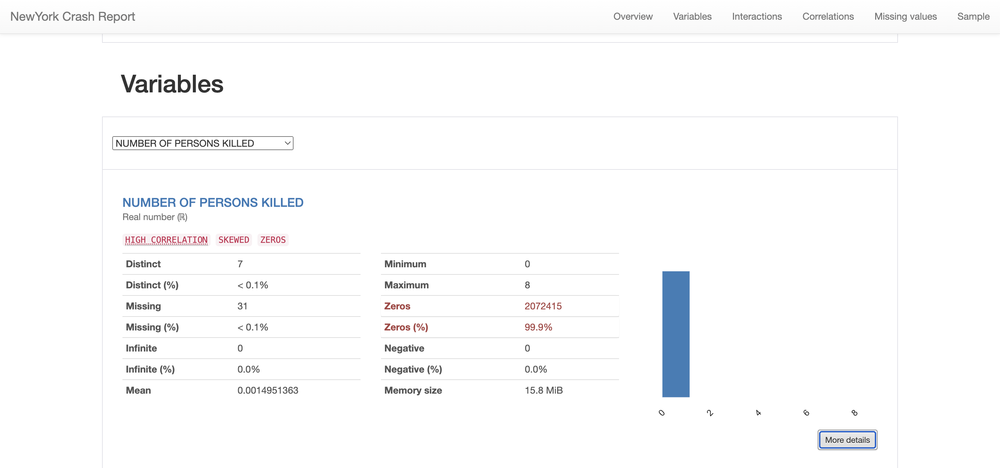 NewYork Crash Report Overview Variables Interactions Correlations Missing values Sample
Variables
NUMBER OF PERSONS KILLED
NUMBER OF PERSONS KILLED
Real number (ℝ)
HIGH CORRELATION SKEWED ZEROS
Distinct 7
Distinct (%) < 0.1%
Missing 31
Missing (%) < 0.1%
Infinite 0
Infinite (%) 0.0%
Mean 0.0014951363
Minimum 0
Maximum 8
Zeros 2072415
Zeros (%) 99.9%
Negative 0
Negative (%) 0.0%
Memory size 15.8 MiB
0 2 4 6 8
More details